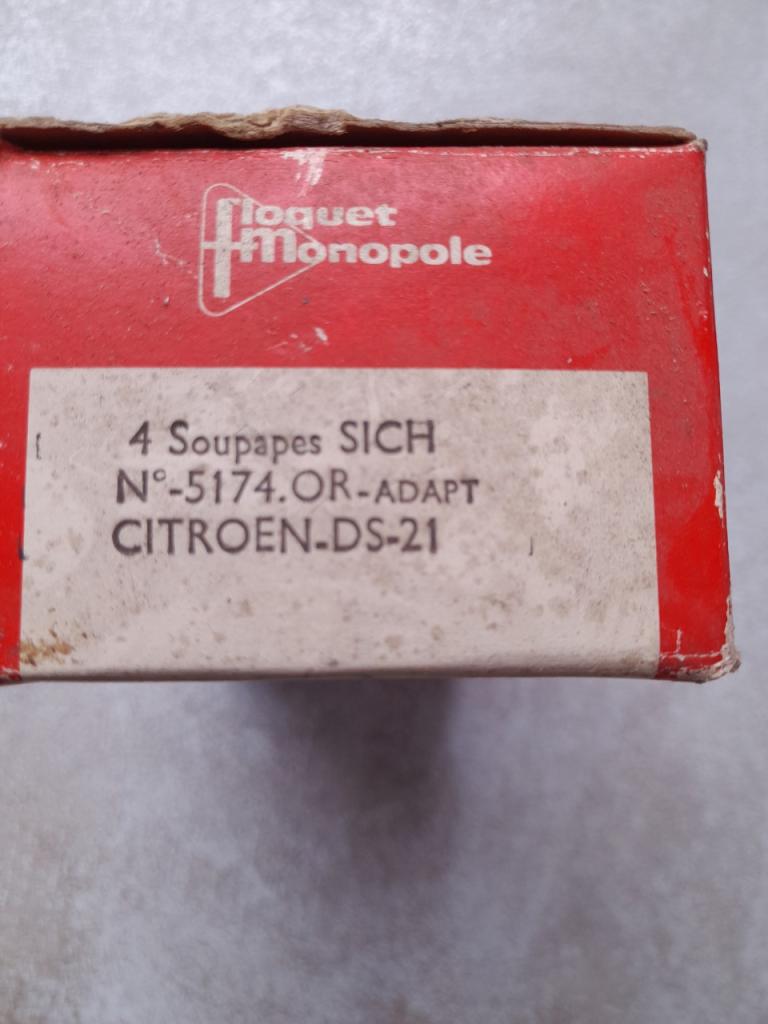 floquet
monopole
4 Soupapes SICH
N°-5174.OR-ADAPT
CITROEN-DS-21